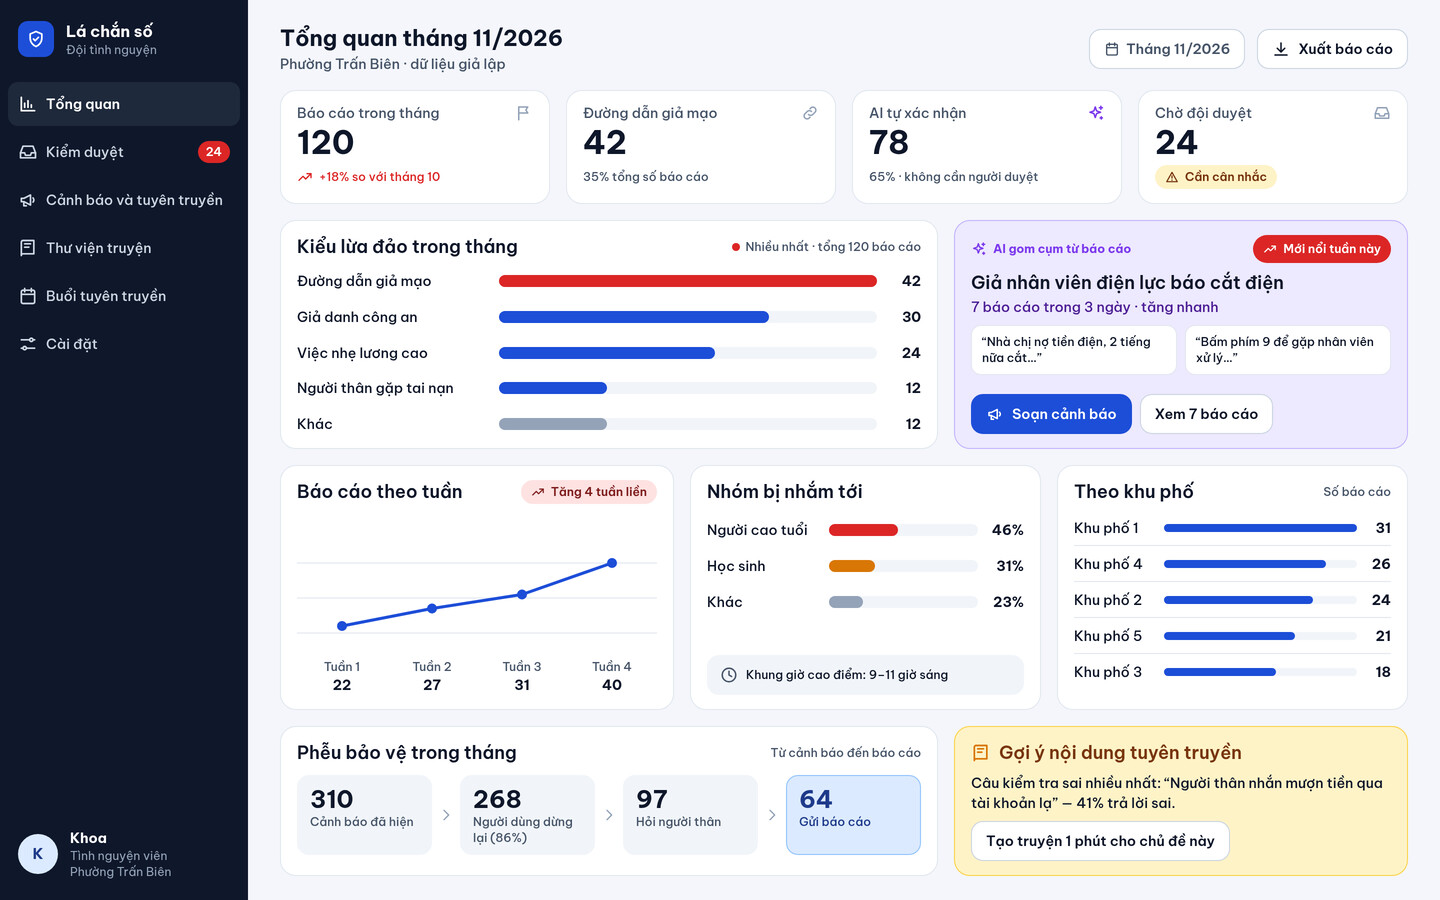 Lá chắn số
Đội tình nguyện
Tổng quan
Kiểm duyệt
24
Cảnh báo và tuyên truyền
Thư viện truyện
Buổi tuyên truyền
Cài đặt
K
Khoa
Tình nguyện viên
Phường Trấn Biên
Tổng quan tháng 11/2026
Phường Trấn Biên · dữ liệu giả lập
Tháng 11/2026
Xuất báo cáo
Báo cáo trong tháng
120
+18% so với tháng 10
Đường dẫn giả mạo
42
35% tổng số báo cáo
AI tự xác nhận
78
65% · không cần người duyệt
Chờ đội duyệt
24
Cần cân nhắc
Kiểu lừa đảo trong tháng
Nhiều nhất · tổng 120 báo cáo
Đường dẫn giả mạo 42
Giả danh công an 30
Việc nhẹ lương cao 24
Người thân gặp tai nạn 12
Khác 12
AI gom cụm từ báo cáo
Mới nổi tuần này
Giả nhân viên điện lực báo cắt điện
7 báo cáo trong 3 ngày · tăng nhanh
“Nhà chị nợ tiền điện, 2 tiếng
nữa cắt...”
“Bấm phím 9 để gặp nhân viên
xử lý...”
Soạn cảnh báo
Xem 7 báo cáo
Báo cáo theo tuần
Tăng 4 tuần liền
Tuần 1 Tuần 2 Tuần 3 Tuần 4
22 27 31 40
Nhóm bị nhắm tới
Người cao tuổi 46%
Học sinh 31%
Khác 23%
Khung giờ cao điểm: 9–11 giờ sáng
Theo khu phố
Số báo cáo
Khu phố 1 31
Khu phố 4 26
Khu phố 2 24
Khu phố 5 21
Khu phố 3 18
Phễu bảo vệ trong tháng
Từ cảnh báo đến báo cáo
310
Cảnh báo đã hiện
268
Người dùng dừng
lại (86%)
97
Hỏi người thân
64
Gửi báo cáo
Gợi ý nội dung tuyên truyền
Câu kiểm tra sai nhiều nhất: “Người thân nhắn mượn tiền qua
tài khoản lạ” — 41% trả lời sai.
Tạo truyện 1 phút cho chủ đề này